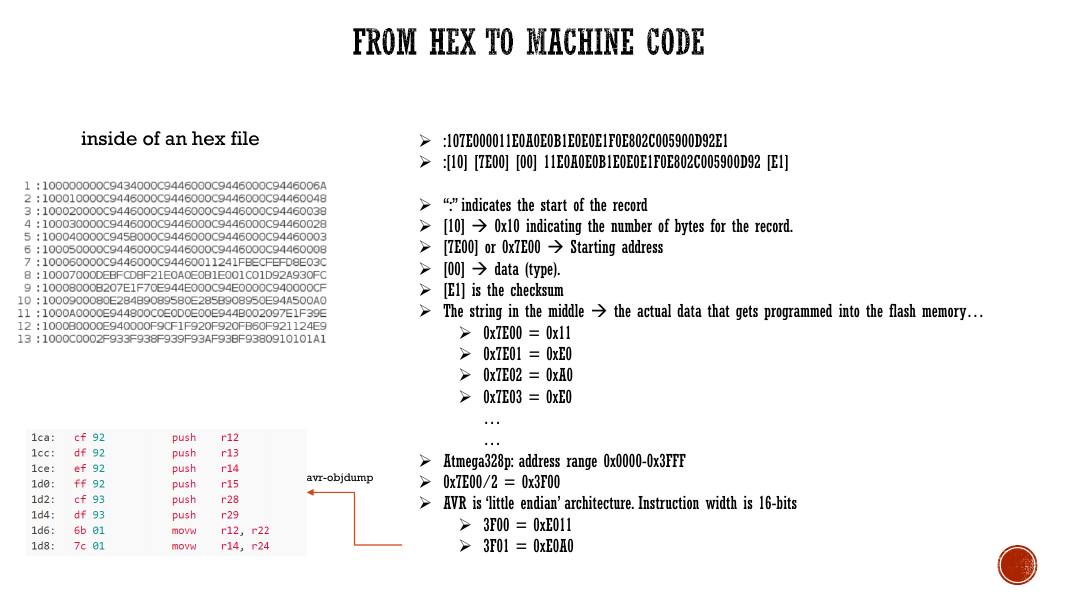 FROM HEX TO MACHINE CODE
inside of an hex file
1 :100000000C9434000C9446000C9446000C9446006A
2 :100010000C9446000C9446000C9446000C94460048
3 :100020000C9446000C9446000C9446000C94460038
4 :100030000C9446000C9446000C9446000C94460028
5 :100040000C945B000C9446000C9446000C94460003
6 :100050000C9446000C9446000C9446000C94460008
7 :100060000C9446000C94460011241FBECFEFD8E03C
8 :10007000DEBFCDBF21E0A0E0B1E001C01D92A930FC
9 :10008000B207E1F70E944E000C94E0000C940000CF
10 :1000900080E284B9089580E285B908950E94A500A0
11 :1000A0000E944800C0E0D0E00E944B002097E1F39E
12 :1000B0000E940000F9CF1F920F920FB60F921124E9
13 :1000C0002F933F938F939F93AF93BF9380910101A1
1ca: cf 92 push r12
1cc: df 92 push r13
1ce: ef 92 push r14
1d0: ff 92 push r15
1d2: cf 93 push r28
1d4: df 93 push r29
1d6: 6b 01 movw r12, r22
1d8: 7c 01 movw r14, r24
avr-objdump
➢ :107E000011E0A0E0B1E0E0E1F0E802C005900D92E1
➢ :[10] [7E00] [00] 11E0A0E0B1E0E0E1F0E802C005900D92 [E1]
➢ “:” indicates the start of the record
➢ [10] → 0x10 indicating the number of bytes for the record.
➢ [7E00] or 0x7E00 → Starting address
➢ [00] → data (type).
➢ [E1] is the checksum
➢ The string in the middle → the actual data that gets programmed into the flash memory…
➢ 0x7E00 = 0x11
➢ 0x7E01 = 0xE0
➢ 0x7E02 = 0xA0
➢ 0x7E03 = 0xE0
…
…
➢ Atmega328p: address range 0x0000-0x3FFF
➢ 0x7E00/2 = 0x3F00
➢ AVR is ‘little endian’ architecture. Instruction width is 16-bits
➢ 3F00 = 0xE011
➢ 3F01 = 0xE0A0